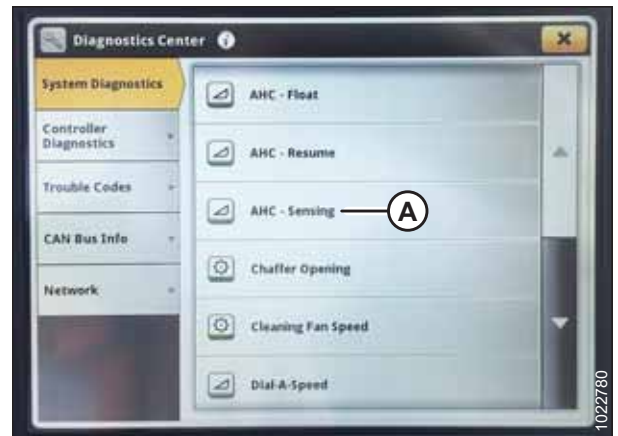 Diagnostics Center
System Diagnostics
Controller
Diagnostics
Trouble Codes
CAN Bus Info
Network
AHC - Float
AHC - Resume
AHC - Sensing
A
Chaffer Opening
Cleaning Fan Speed
Dial-A-Speed
1022780